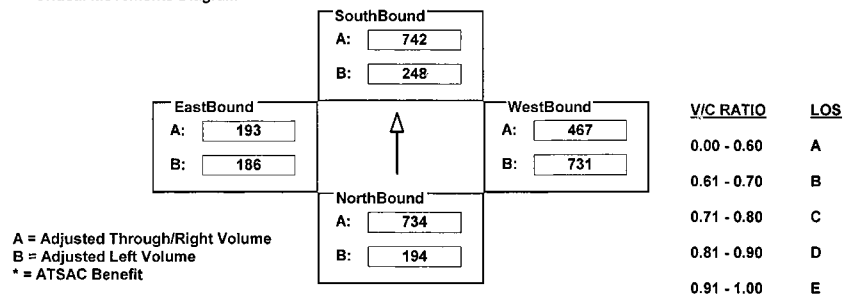 SouthBound
A: 742
B: 248
EastBound
A: 193
B: 186
WestBound
A: 467
B: 731
NorthBound
A: 734
B: 194
A = Adjusted Through/Right Volume
B = Adjusted Left Volume
* = ATSAC Benefit
V/C RATIO LOS
0.00 - 0.60 A
0.61 - 0.70 B
0.71 - 0.80 C
0.81 - 0.90 D
0.91 - 1.00 E